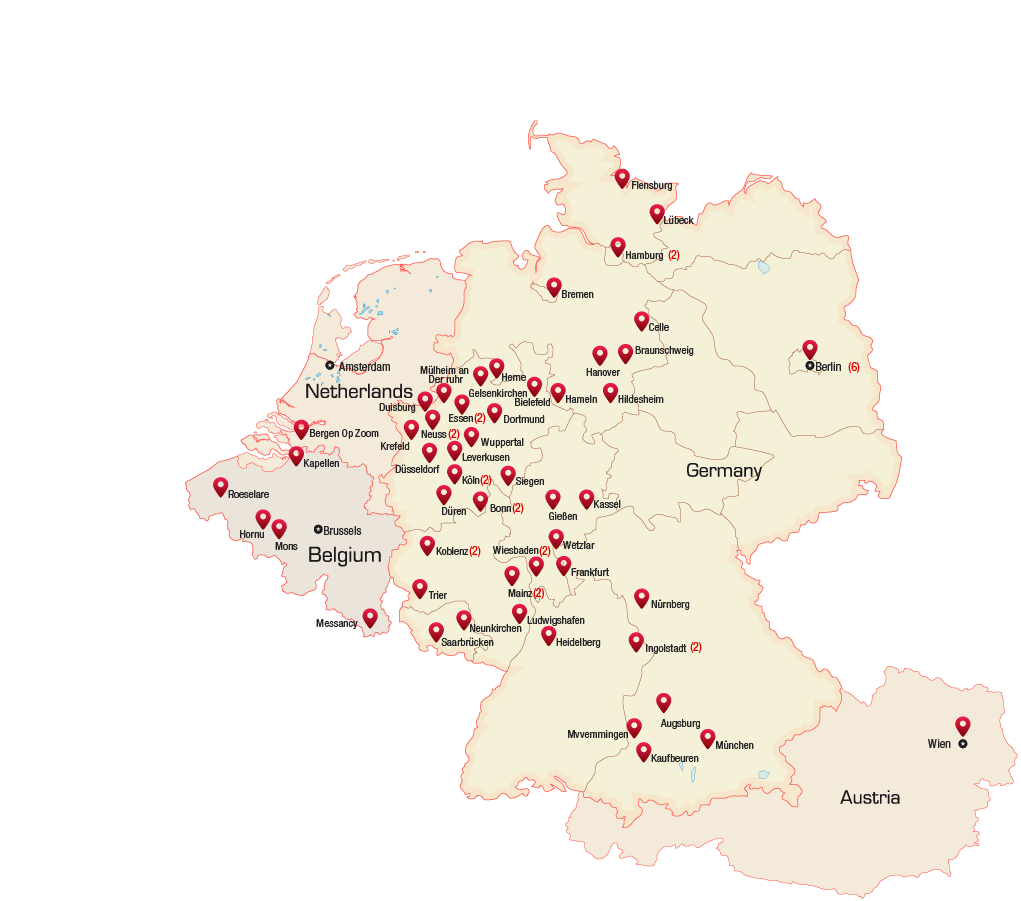 Flensburg
Lübeck
Hamburg (2)
Bremen
Celle
Braunschweig
Hanover
Berlin (6)
Amsterdam
Netherlands
Mülheim an
Der ruhr
Herne
Gelsenkirchen
Bielefeld
Hameln
Hildesheim
Duisburg
Essen (2)
Dortmund
Bergen Op Zoom
Krefeld
Neuss (2)
Wuppertal
Kapellen
Düsseldorf
Leverkusen
Germany
Köln (2)
Siegen
Roeselare
Düren
Bonn (2)
Gießen
Kassel
Hornu
Mons
Brussels
Belgium
Koblenz (2)
Wiesbaden (2)
Wetzlar
Frankfurt
Trier
Mainz (2)
Nürnberg
Messancy
Neunkirchen
Ludwigshafen
Saarbrücken
Heidelberg
Ingolstadt (2)
Augsburg
Mvvemmingen
München
Kaufbeuren
Wien
Austria